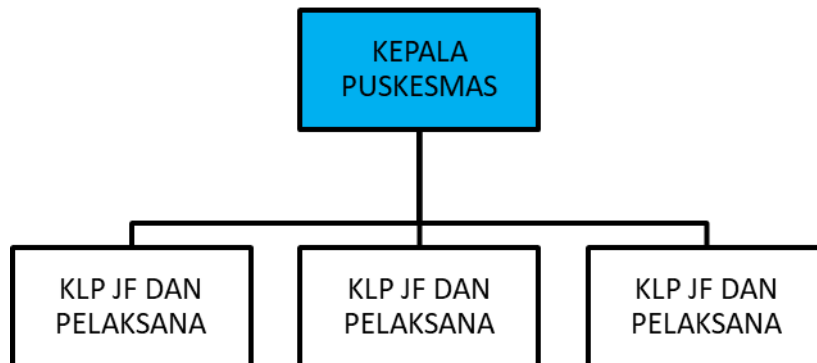 KEPALA
PUSKESMAS
KLP JF DAN
PELAKSANA
KLP JF DAN
PELAKSANA
KLP JF DAN
PELAKSANA